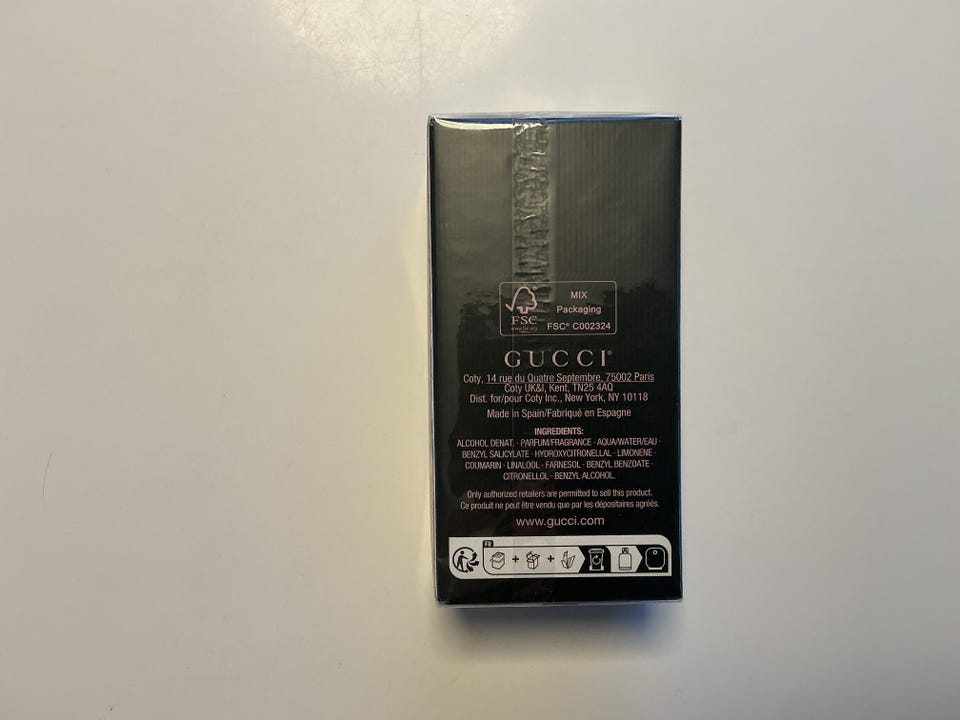 MIX
Packaging
FSC
www.fsc.org
FSC® C002324
GUCCI®
Coty, 14 rue du Quatre Septembre, 75002 Paris
Coty UK&I, Kent, TN25 4AQ
Dist. for/pour Coty Inc., New York, NY 10118
Made in Spain/Fabriqué en Espagne
INGREDIENTS:
ALCOHOL DENAT. · PARFUM/FRAGRANCE · AQUA/WATER/EAU ·
BENZYL SALICYLATE · HYDROXYCITRONELLAL · LIMONENE ·
COUMARIN · LINALOOL · FARNESOL · BENZYL BENZOATE ·
CITRONELLOL · BENZYL ALCOHOL.
Only authorized retailers are permitted to sell this product.
Ce produit ne peut être vendu que par les dépositaires agréés.
www.gucci.com
FR
+ +